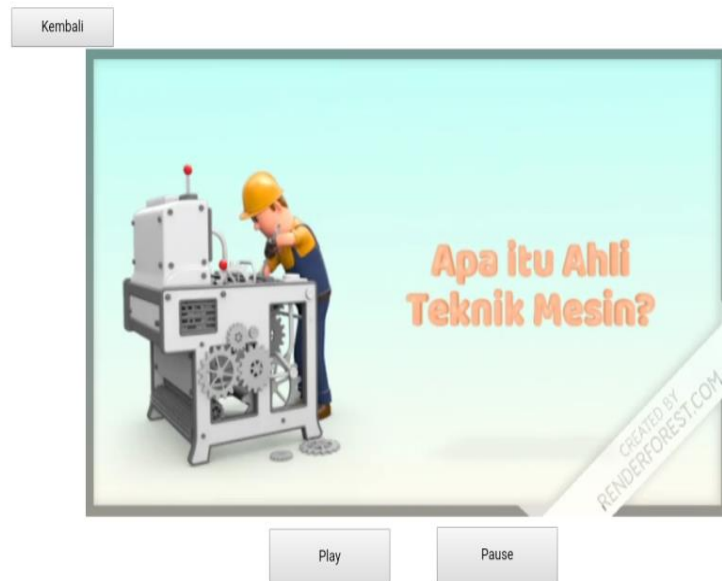 Kembali
Apa itu Ahli
Teknik Mesin?
CREATED BY
RENDERFOREST.COM
Play
Pause